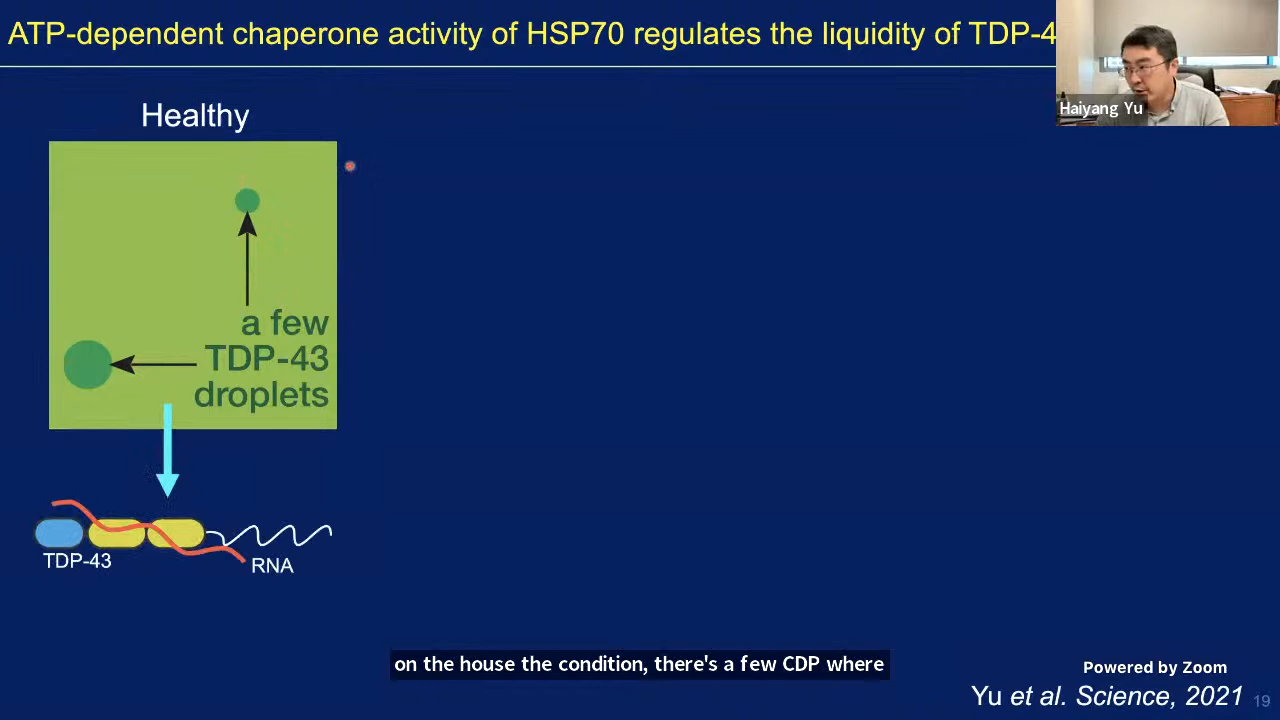 ATP-dependent chaperone activity of HSP70 regulates the liquidity of TDP-4
Haiyang Yu
Healthy
a few
TDP-43
droplets
TDP-43
RNA
on the house the condition, there's a few CDP where
Powered by Zoom
Yu et al. Science, 2021
19